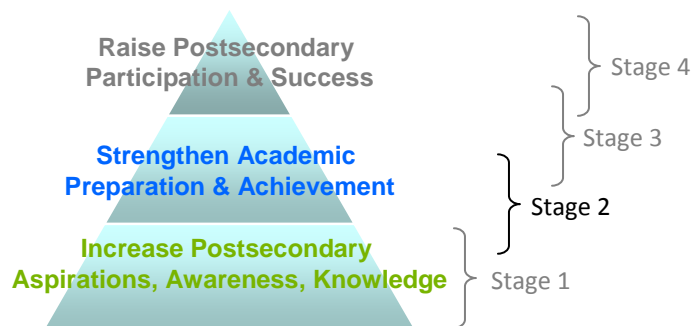 Raise Postsecondary
Participation & Success
Stage 4
Stage 3
Strengthen Academic
Preparation & Achievement
Stage 2
Increase Postsecondary
Aspirations, Awareness, Knowledge
Stage 1